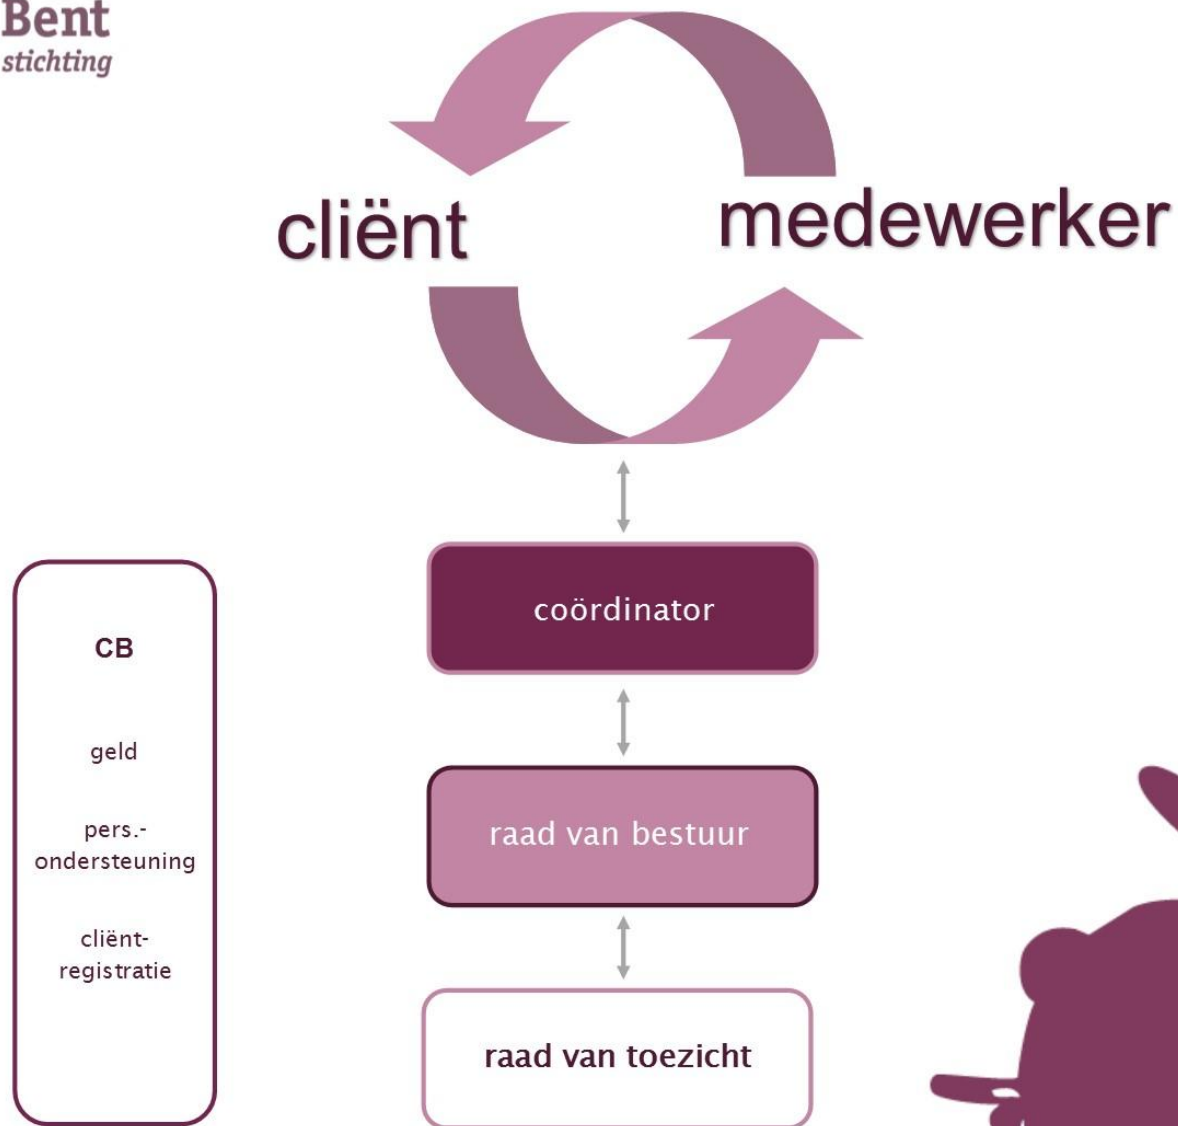 Bent
stichting
cliënt
medewerker
coördinator
raad van bestuur
raad van toezicht
CB
geld
pers.-
ondersteuning
cliënt-
registratie